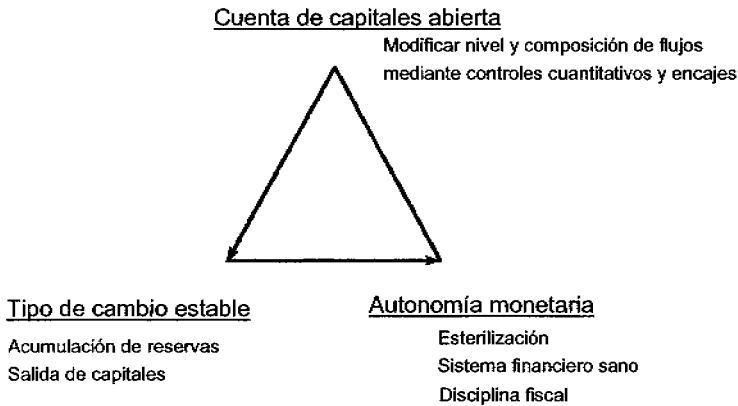 Cuenta de capitales abierta
Modificar nivel y composición de flujos
mediante controles cuantitativos y encajes
Tipo de cambio estable
Acumulación de reservas
Salida de capitales
Autonomía monetaria
Esterilización
Sistema financiero sano
Disciplina fiscal